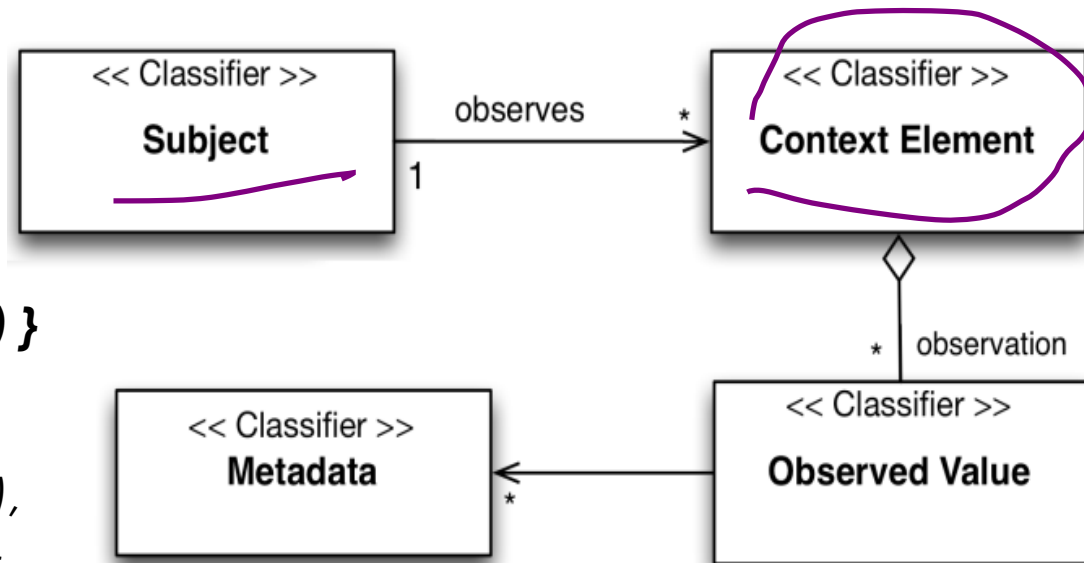 << Classifier >>
Subject
observes
*
1
<< Classifier >>
Context Element
) }
*
observation
<< Classifier >>
Metadata
*
<< Classifier >>
Observed Value
),